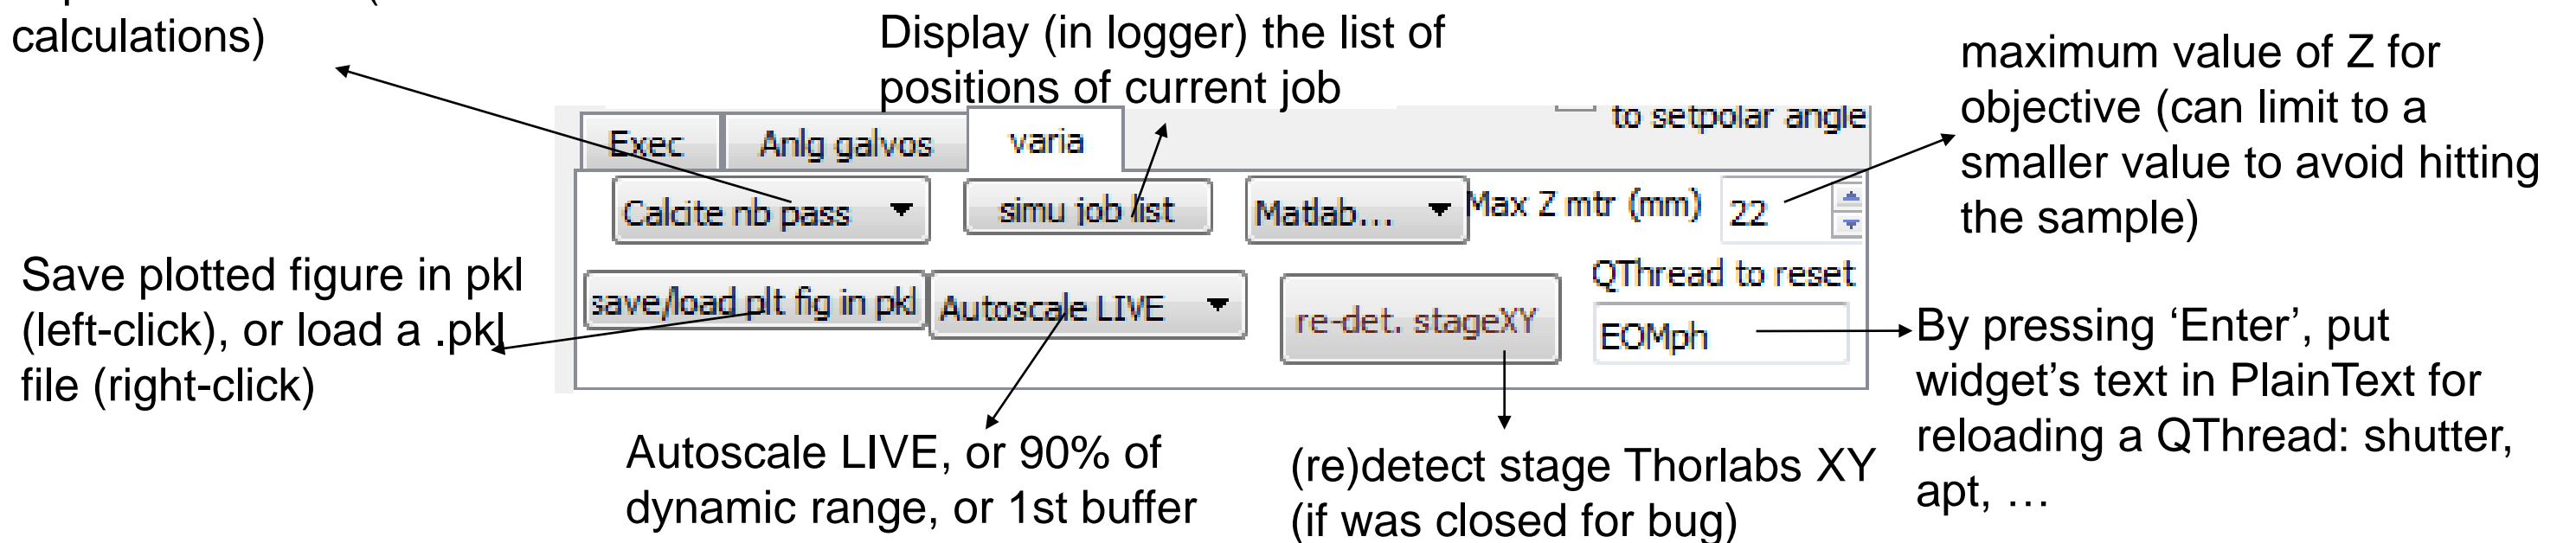 calculations)
Display (in logger) the list of
positions of current job
maximum value of Z for
objective (can limit to a
smaller value to avoid hitting
the sample)
to setpolar angle
Exec
Anlg galvos
varia
Calcite nb pass
simu job list
Matlab...
Max Z mtr (mm)
22
Save plotted figure in pkl
(left-click), or load a .pkl
file (right-click)
save/load plt fig in pkl
Autoscale LIVE
re-det. stageXY
QThread to reset
EOMph
By pressing ‘Enter’, put
widget’s text in PlainText for
reloading a QThread: shutter,
apt, …
Autoscale LIVE, or 90% of
dynamic range, or 1st buffer
(re)detect stage Thorlabs XY
(if was closed for bug)